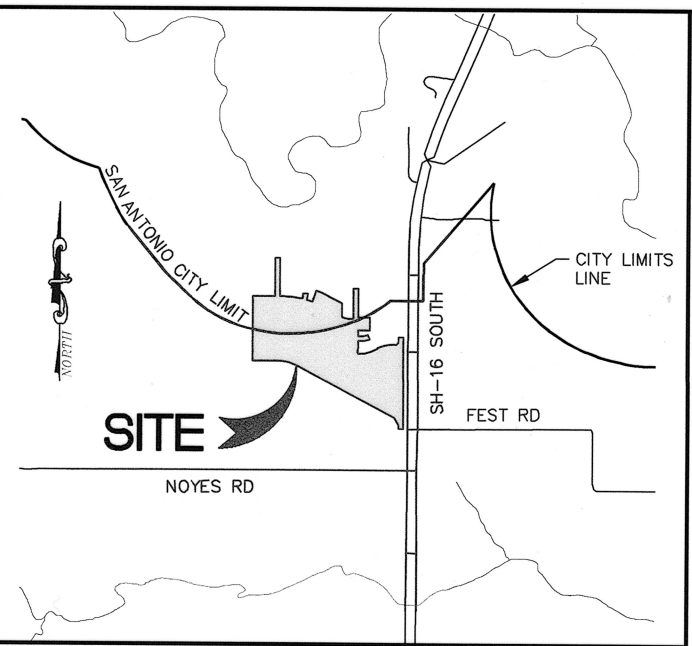 SAN ANTONIO CITY LIMIT
CITY LIMITS
LINE
NORTH
SH-16 SOUTH
SITE
FEST RD
NOYES RD